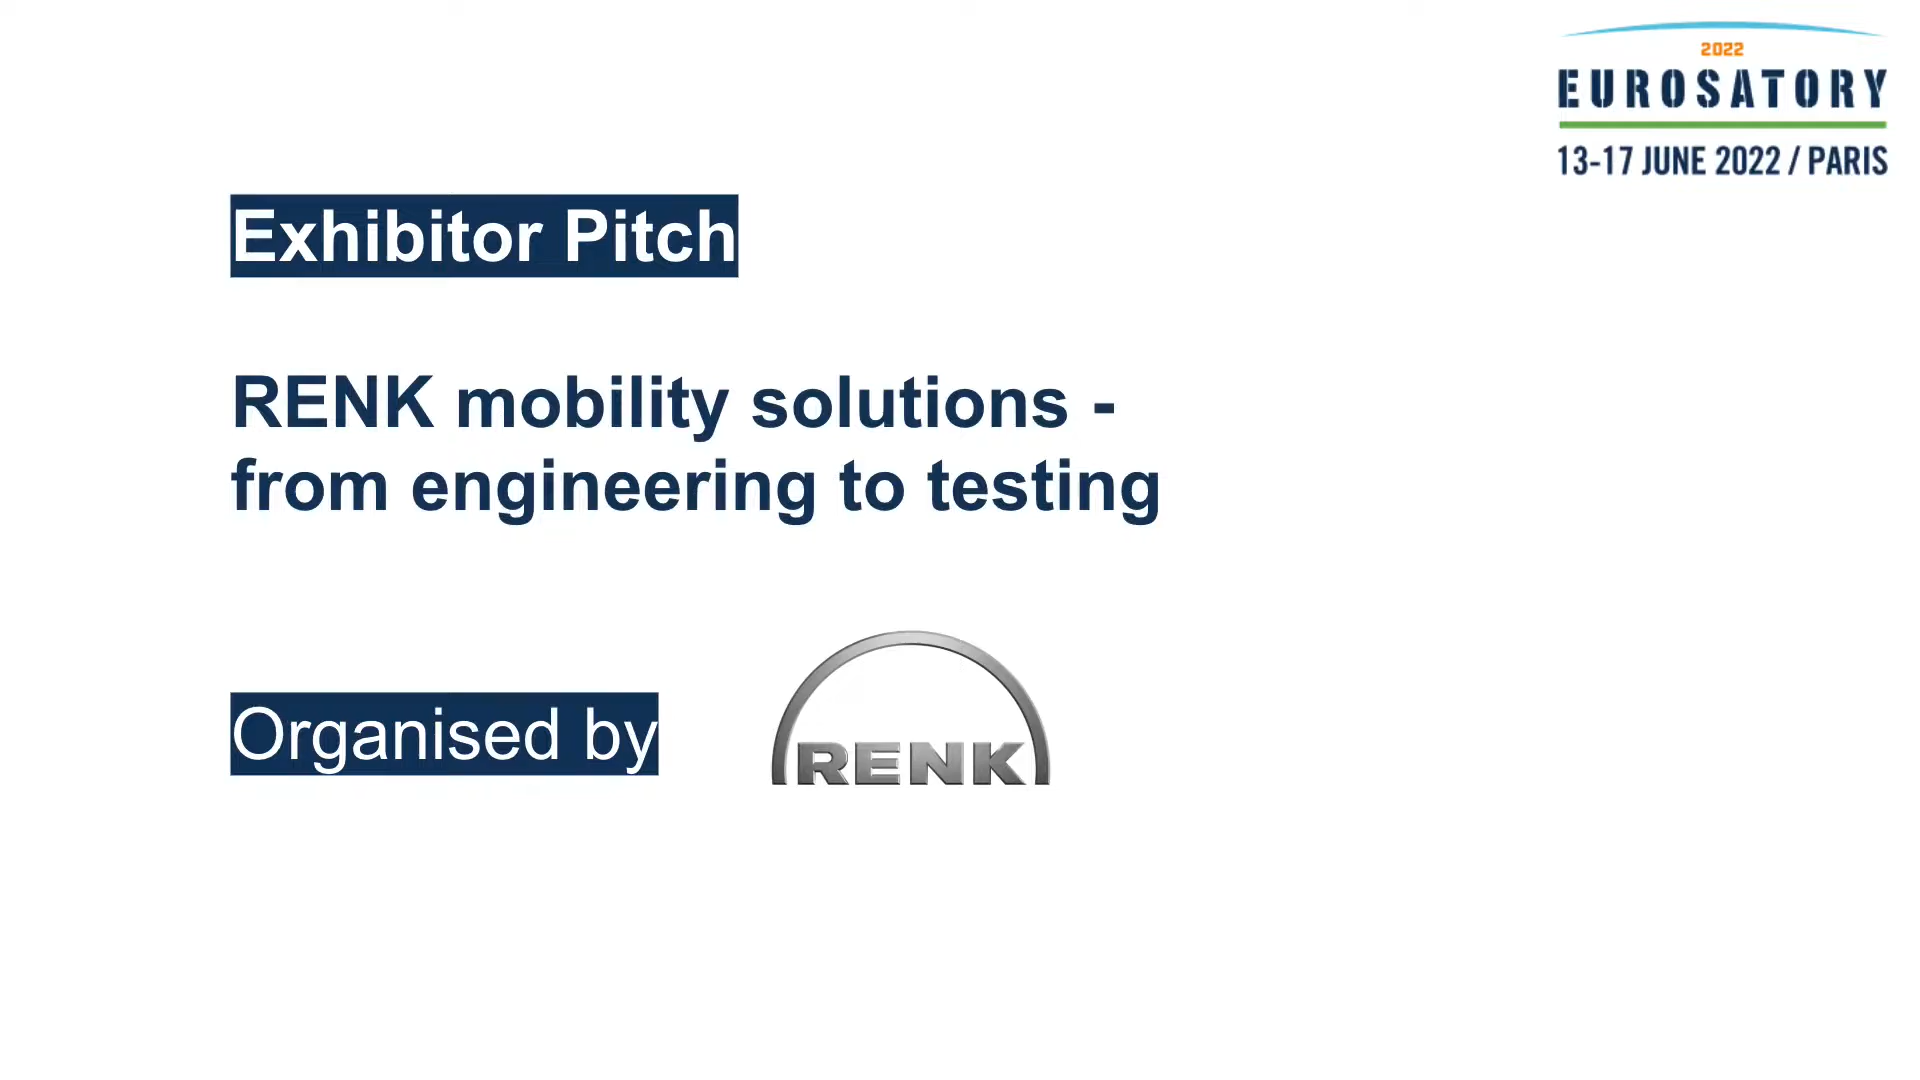 2022
EUROSATORY
13-17 JUNE 2022 / PARIS
Exhibitor Pitch
RENK mobility solutions -
from engineering to testing
Organised by
RENK